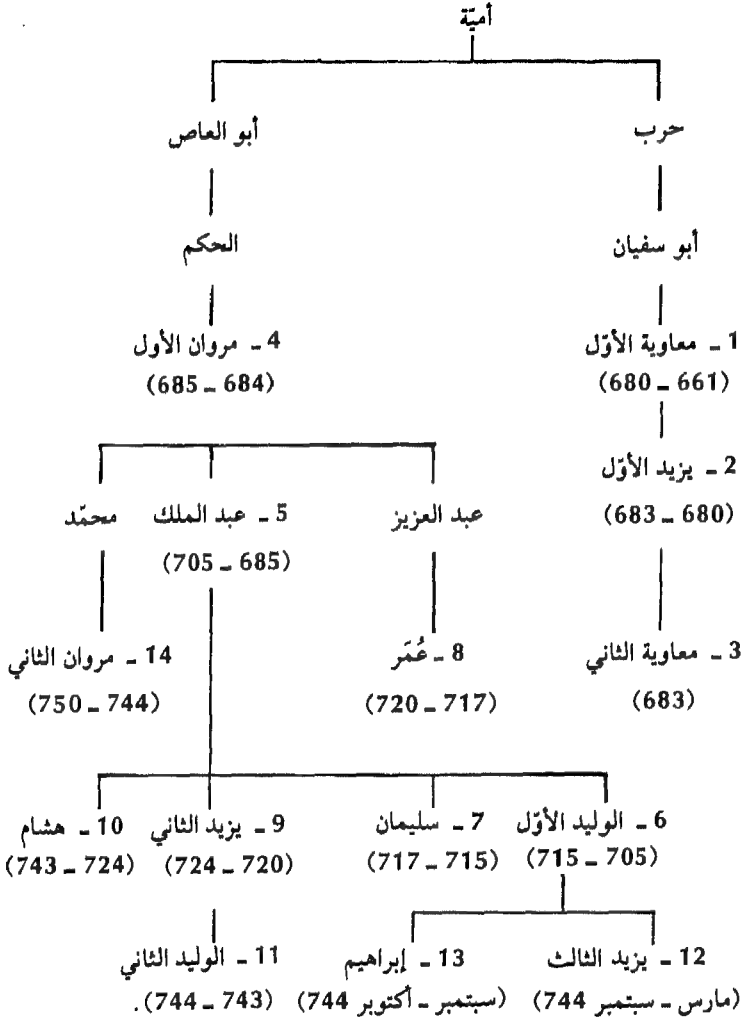 أميّة
حرب أبو العاص
أبو سفيان الحكم
1 ـ معاوية الأوّل 4 ـ مروان الأول
(661 ـ 680) (684 ـ 685)
2 ـ يزيد الأوّل
(680 ـ 683)
عبد العزيز 5 ـ عبد الملك محمّد
(685 ـ 705)
3 ـ معاوية الثاني 8 ـ عُمَر 14 ـ مروان الثاني
(683) (717 ـ 720) (744 ـ 750)
6 ـ الوليد الأوّل 7 ـ سليمان 9 ـ يزيد الثاني 10 ـ هشام
(705 ـ 715) (715 ـ 717) (720 ـ 724) (724 ـ 743)
12 ـ يزيد الثالث 13 ـ إبراهيم 11 ـ الوليد الثاني
(مارس ـ سبتمبر 744) (سبتمبر ـ أكتوبر 744) (743 ـ 744).